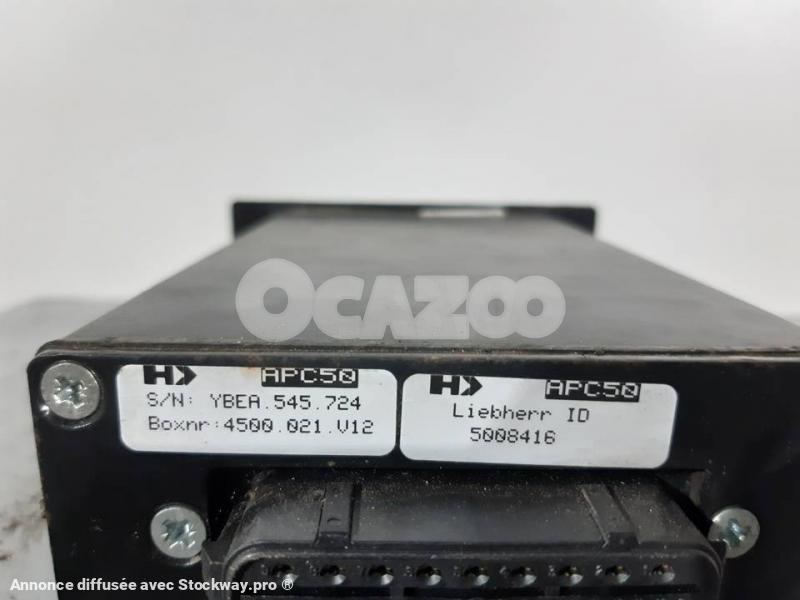 OCAZOO
H> APC50
S/N: YBEA.545.724
Boxnr:4500.021.V12
H> APC50
Liebherr ID
5008416
Annonce diffusée avec Stockway.pro ®